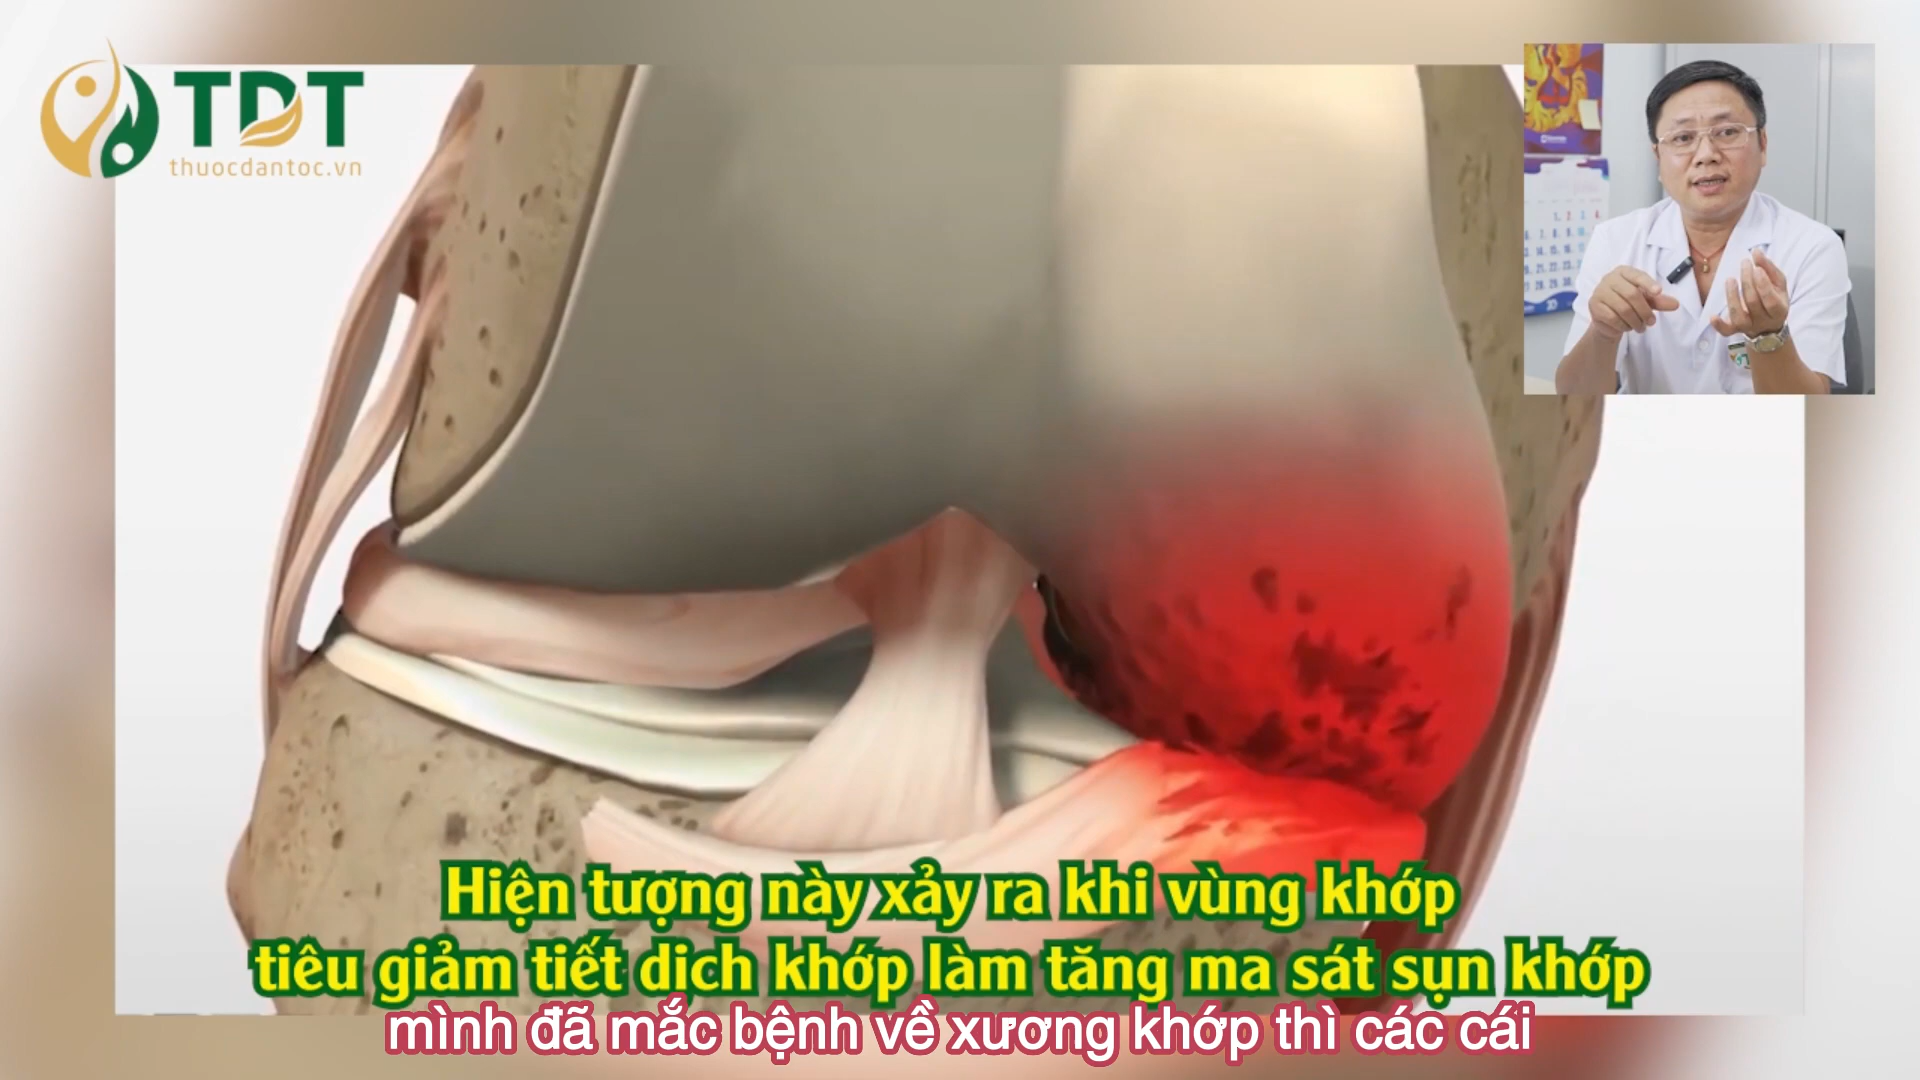 TDT
thuocdantoc.vn
Hiện tượng này xảy ra khi vùng khớp
tiêu giảm tiết dịch khớp làm tăng ma sát sụn khớp
mình đã mắc bệnh về xương khớp thì các cái